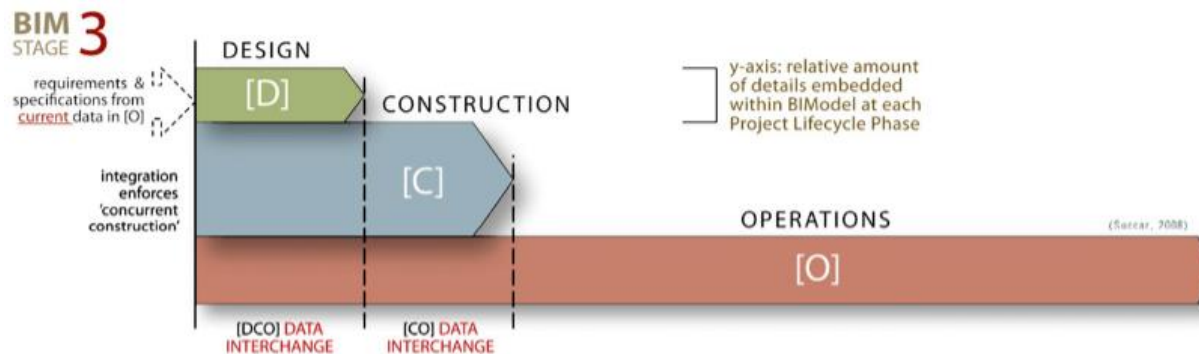 BIM
STAGE 3
requirements &
specifications from
current data in [O]
integration
enforces
'concurrent
construction'
DESIGN
[D]
CONSTRUCTION
[C]
y-axis: relative amount
of details embedded
within BIModel at each
Project Lifecycle Phase
OPERATIONS
(Succar, 2008)
[O]
[DCO] DATA
INTERCHANGE
[CO] DATA
INTERCHANGE